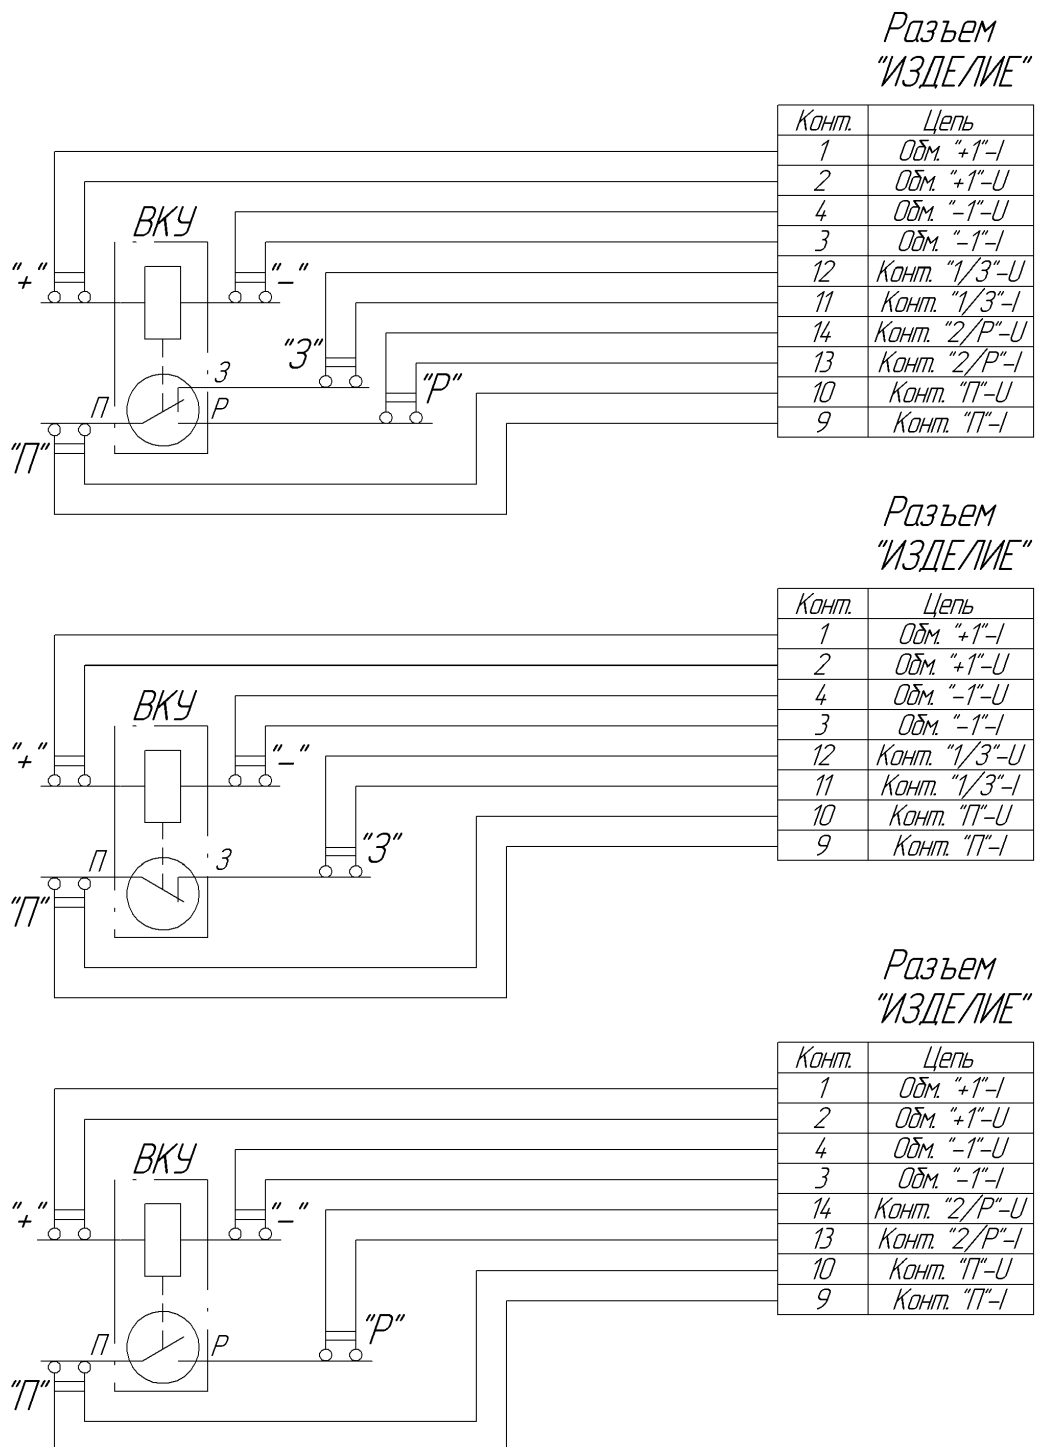 Разъем
"ИЗДЕЛИЕ"
Конт. Цепь
1 Обм. "+1"-I
2 Обм. "+1"-U
4 Обм. "-1"-U
3 Обм. "-1"-I
12 Конт. "1/З"-U
11 Конт. "1/З"-I
14 Конт. "2/Р"-U
13 Конт. "2/Р"-I
10 Конт. "П"-U
9 Конт. "П"-I
ВКУ
"+" "-"
"З"
З
"Р"
П Р
"П"
Разъем
"ИЗДЕЛИЕ"
Конт. Цепь
1 Обм. "+1"-I
2 Обм. "+1"-U
4 Обм. "-1"-U
3 Обм. "-1"-I
12 Конт. "1/З"-U
11 Конт. "1/З"-I
10 Конт. "П"-U
9 Конт. "П"-I
ВКУ
"+" "-"
"З"
П З
"П"
Разъем
"ИЗДЕЛИЕ"
Конт. Цепь
1 Обм. "+1"-I
2 Обм. "+1"-U
4 Обм. "-1"-U
3 Обм. "-1"-I
14 Конт. "2/Р"-U
13 Конт. "2/Р"-I
10 Конт. "П"-U
9 Конт. "П"-I
ВКУ
"+" "-"
"Р"
П Р
"П"